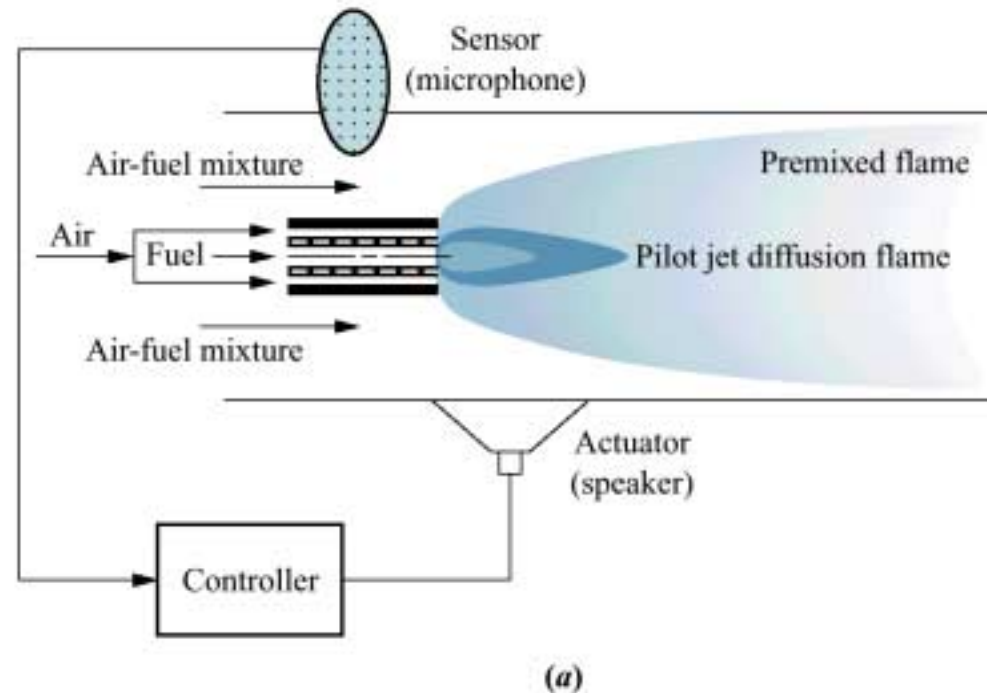 Sensor
(microphone)
Air-fuel mixture
Premixed flame
Air
Fuel
Pilot jet diffusion flame
Air-fuel mixture
Actuator
(speaker)
Controller
(a)